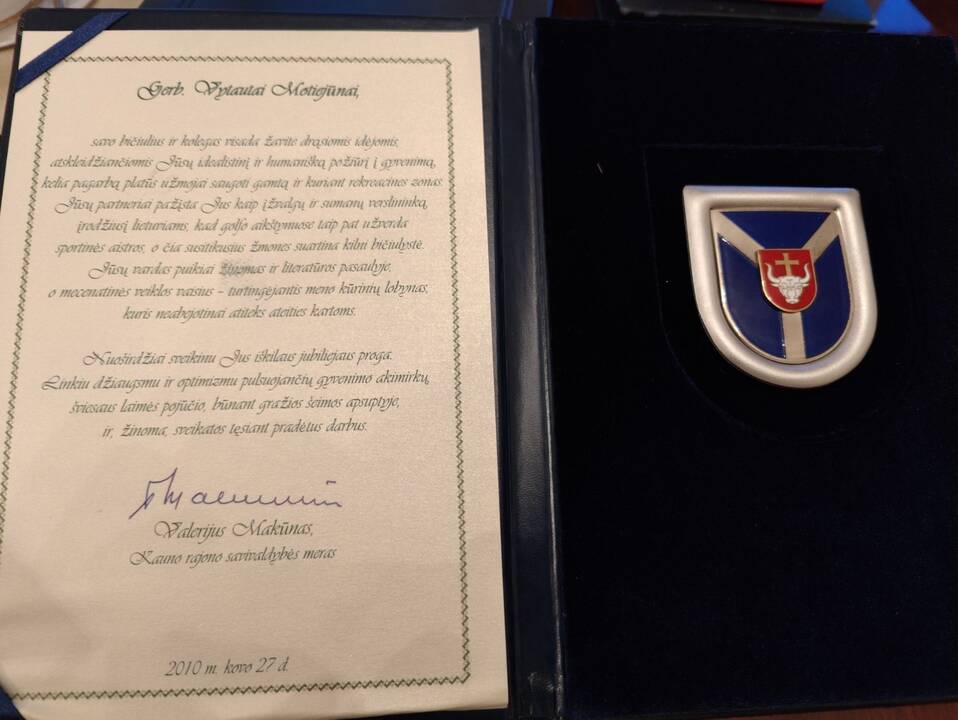 Gerb. Vytautai Motiejūnai,
savo bičiulius ir kolegas visada žavite drąsiomis idėjomis,
atskleidžiančiomis Jūsų idealistinį ir humanišką požiūrį į gyvenimą,
kelia pagarbą platūs užmojai saugoti gamtą ir kuriant rekreacines zonas.
Jūsų partneriai pažįsta Jus kaip įžvalgų ir sumanų verslininką,
įrodžiusį lietuviams, kad golfo aikštynuose taip pat užverda
sportinės aistros, o čia susitikusius žmones suartina kilni bičiulystė.
Jūsų vardas puikiai žinomas ir literatūros pasaulyje,
o mecenatinės veiklos vaisius – turtingėjantis meno kūrinių lobynas,
kuris neabejotinai atiteks ateities kartoms.
Nuoširdžiai sveikinu Jus iškilaus jubiliejaus proga.
Linkiu džiaugsmu ir optimizmu pulsuojančių gyvenimo akimirkų,
šviesaus laimės pojūčio, būnant gražios šeimos apsuptyje,
ir, žinoma, sveikatos tęsiant pradėtus darbus.
Valerijus Makūnas,
Kauno rajono savivaldybės meras
2010 m. kovo 27 d.